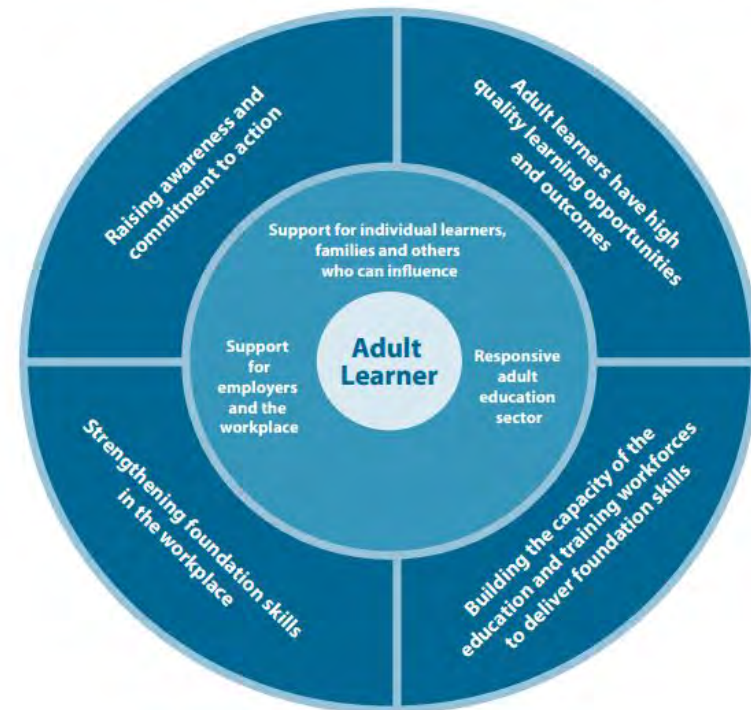 Raising awareness and
commitment to action
Adult learners have high
quality learning opportunities
and outcomes
Support for individual learners,
families and others
who can influence
Support
for
employers
and the
workplace
Adult
Learner
Responsive
adult
education
sector
Strengthening foundation skills
in the workplace
Building the capacity of the
education and training workforces
to deliver foundation skills